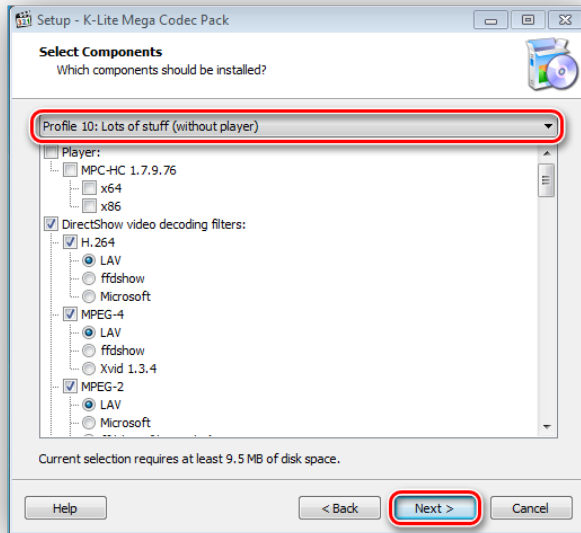 Setup - K-Lite Mega Codec Pack
Select Components
Which components should be installed?
Profile 10: Lots of stuff (without player)
Player:
MPC-HC 1.7.9.76
x64
x86
DirectShow video decoding filters:
H.264
LAV
ffdshow
Microsoft
MPEG-4
LAV
ffdshow
Xvid 1.3.4
MPEG-2
LAV
Microsoft
Current selection requires at least 9.5 MB of disk space.
Help
< Back
Next >
Cancel